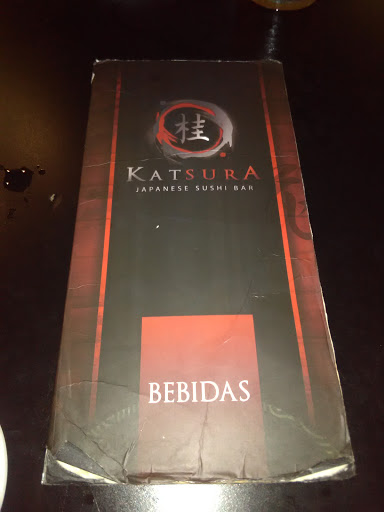 桂
KATSURA
JAPANESE SUSHI BAR
BEBIDAS